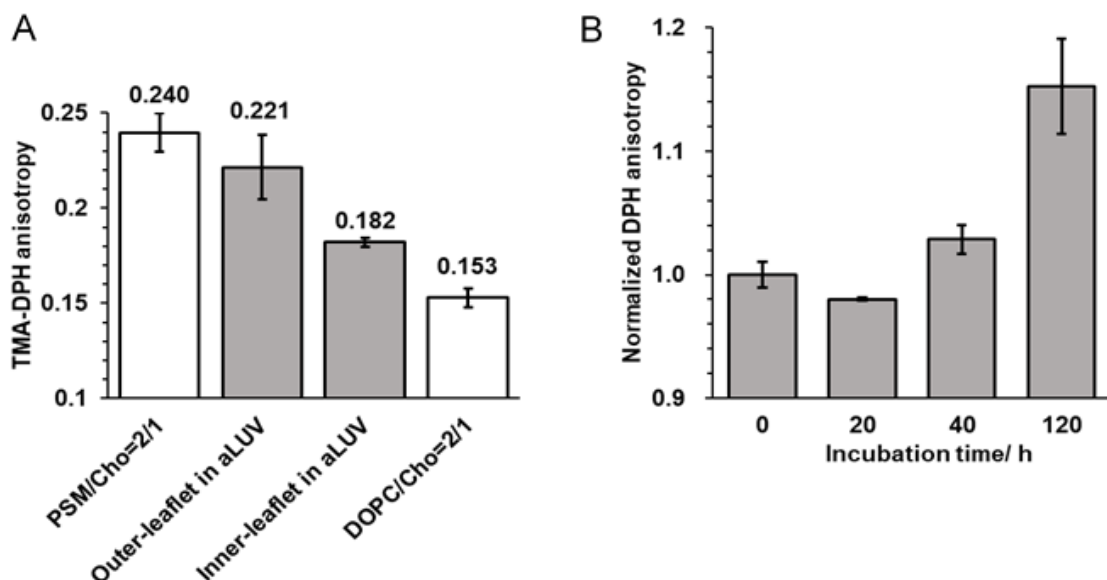 A
TMA-DPH anisotropy
0.25
0.2
0.15
0.1
0.240
0.221
0.182
0.153
PSM/Cho=2/1
Outer-leaflet in aLUV
Inner-leaflet in aLUV
DOPC/Cho=2/1
B
Normalized DPH anisotropy
1.2
1.1
1.0
0.9
0 20 40 120
Incubation time/ h